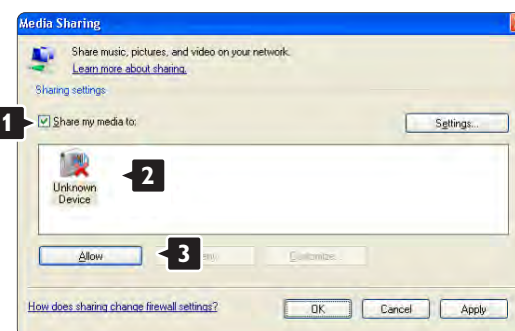 Media Sharing
Share music, pictures, and video on your network.
Learn more about sharing.
Sharing settings
1
Share my media to:
Settings...
2
Unknown
Device
Allow
3
Customize...
How does sharing change firewall settings?
OK
Cancel
Apply